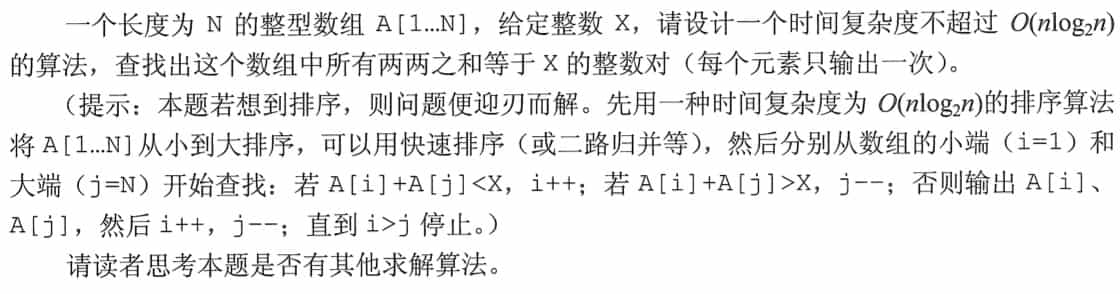 一个长度为 N 的整型数组 A[1…N]，给定整数 X，请设计一个时间复杂度不超过 O(nlog₂n)
的算法，查找出这个数组中所有两两之和等于 X 的整数对（每个元素只输出一次）。
（提示：本题若想到排序，则问题便迎刃而解。先用一种时间复杂度为 O(nlog₂n)的排序算法
将 A[1…N]从小到大排序，可以用快速排序（或二路归并等），然后分别从数组的小端（i=1）和
大端（j=N）开始查找：若 A[i]+A[j]<X，i++；若 A[i]+A[j]>X，j--；否则输出 A[i]、
A[j]，然后 i++，j--；直到 i>j 停止。）
请读者思考本题是否有其他求解算法。